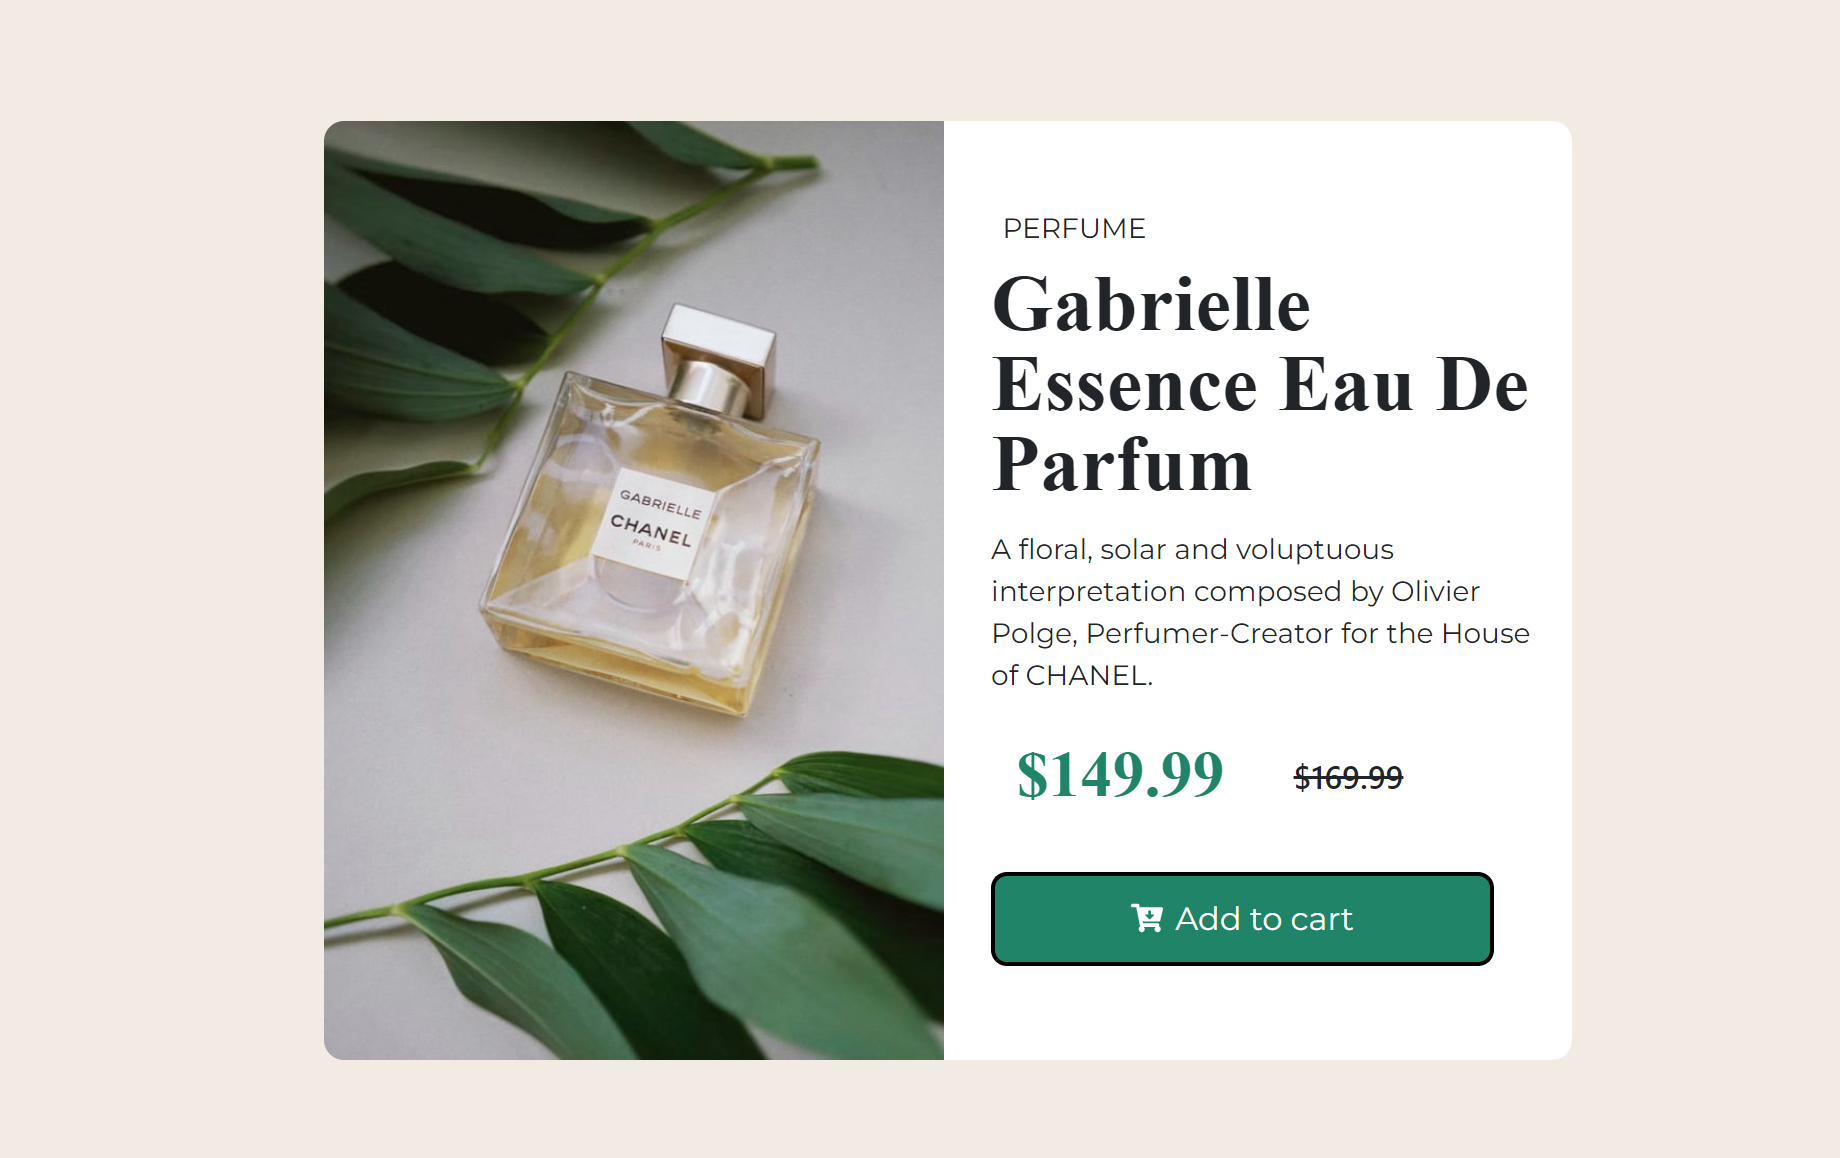 GABRIELLE
CHANEL
PARIS
PERFUME
Gabrielle
Essence Eau De
Parfum
A floral, solar and voluptuous
interpretation composed by Olivier
Polge, Perfumer-Creator for the House
of CHANEL.
$149.99 $169.99
Add to cart